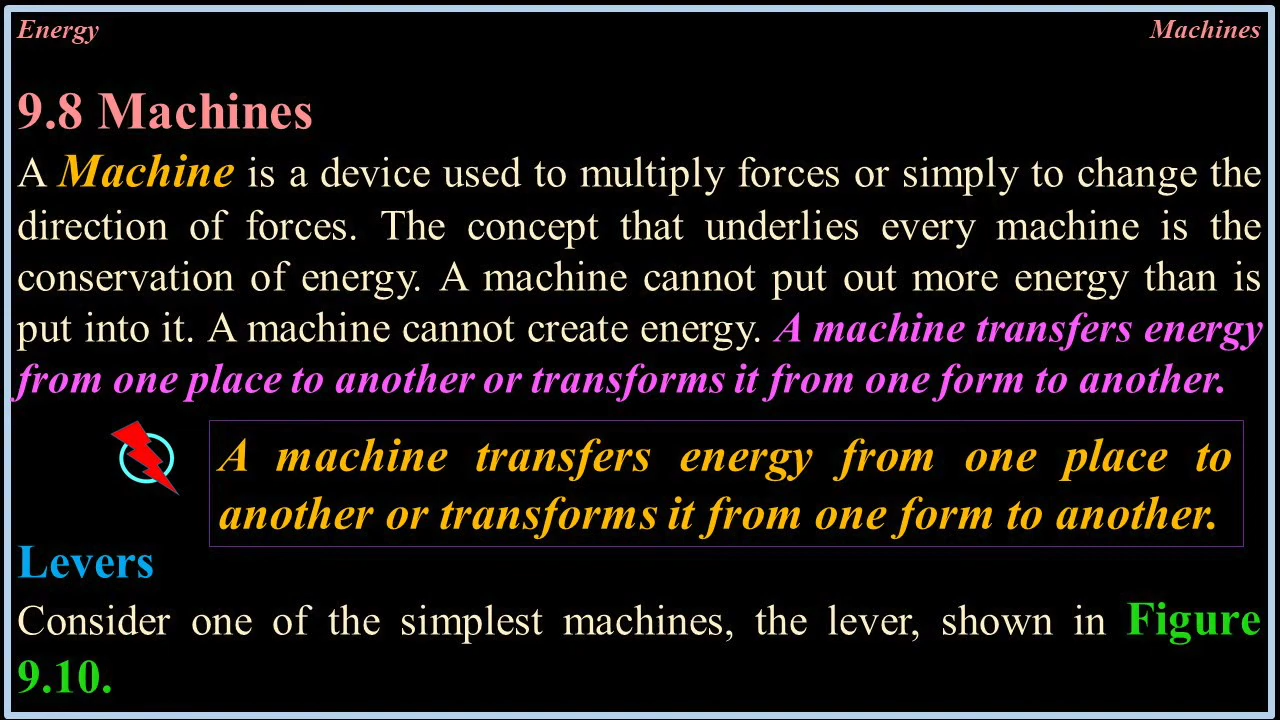 Energy
Machines
9.8 Machines
A Machine is a device used to multiply forces or simply to change the
direction of forces. The concept that underlies every machine is the
conservation of energy. A machine cannot put out more energy than is
put into it. A machine cannot create energy. A machine transfers energy
from one place to another or transforms it from one form to another.
A machine transfers energy from one place to
another or transforms it from one form to another.
Levers
Consider one of the simplest machines, the lever, shown in Figure
9.10.